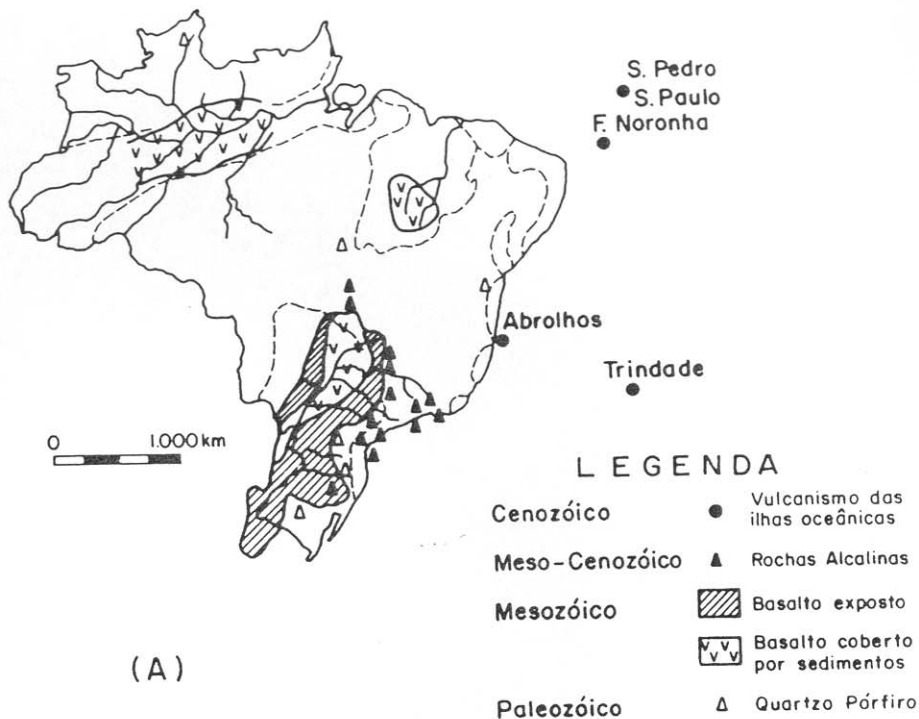 S. Pedro
S. Paulo
F. Noronha
Abrolhos
Trindade
0 1.000 km
LEGENDA
Cenozóico
Vulcanismo das
ilhas oceânicas
Meso-Cenozóico
Rochas Alcalinas
Mesozóico
Basalto exposto
Basalto coberto
por sedimentos
Paleozóico
Quartzo Pórfiro
(A)